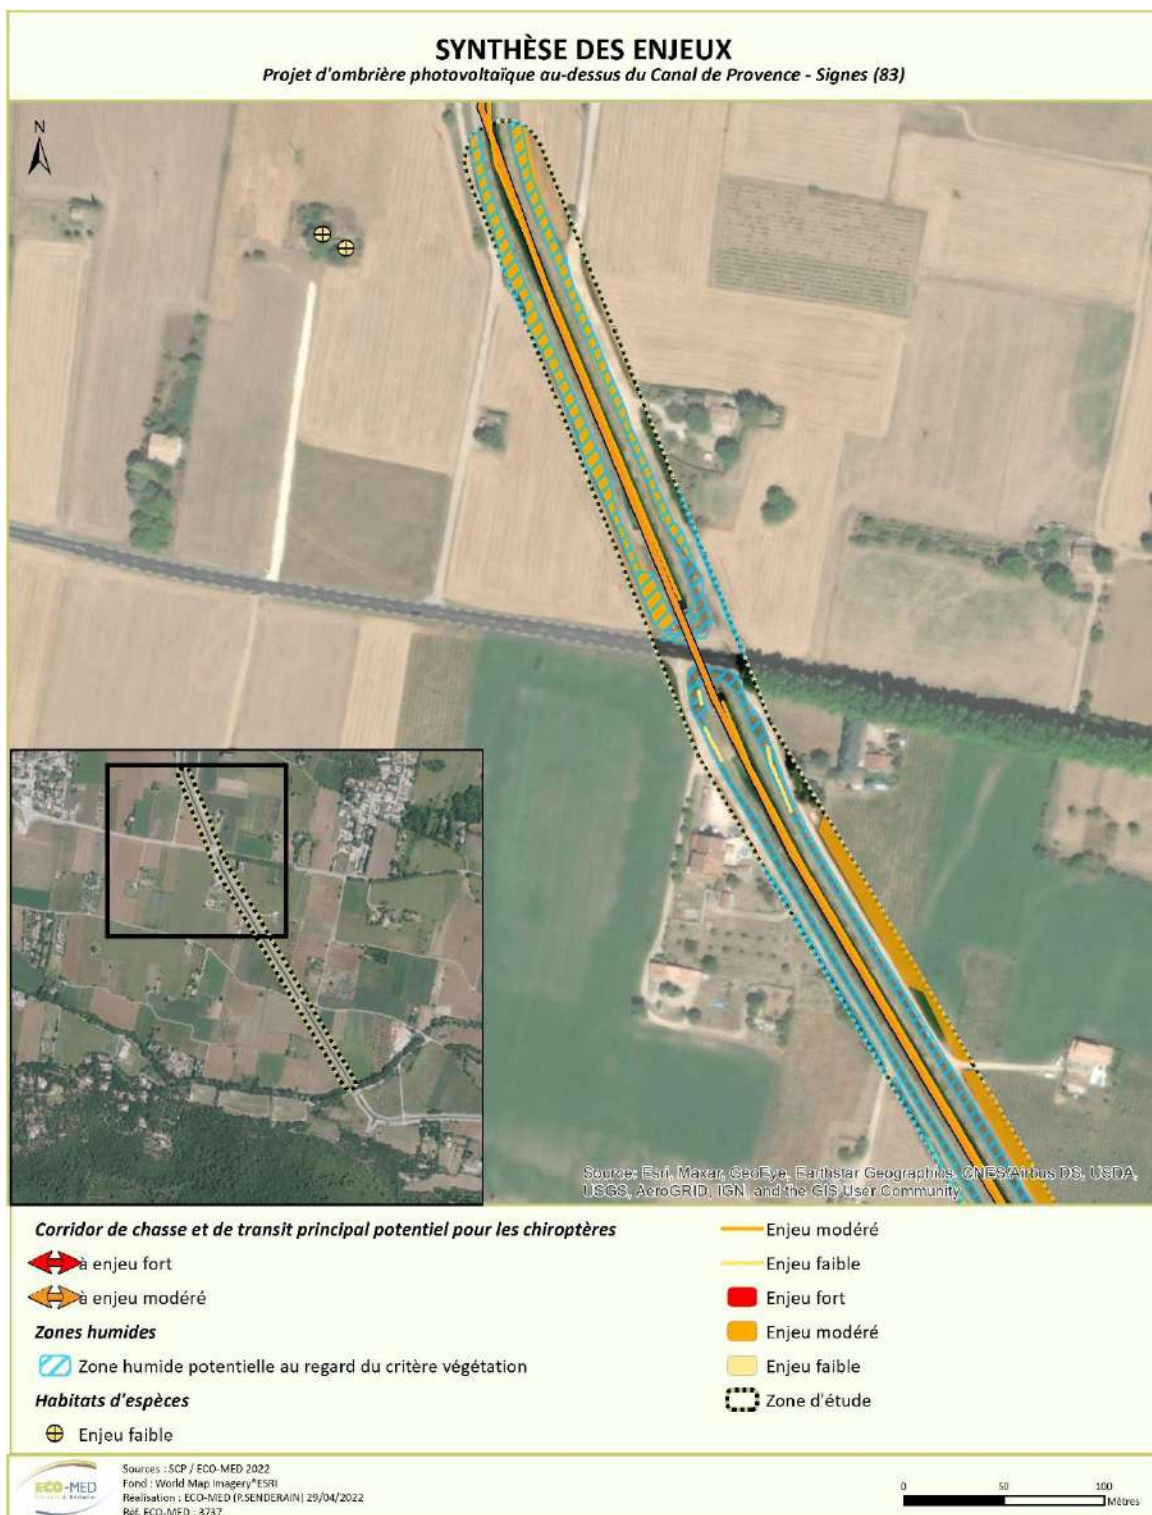 SYNTHÈSE DES ENJEUX
Projet d'ombrière photovoltaïque au-dessus du Canal de Provence - Signes (83)
N
Source: Esri, Maxar, GeoEye, Earthstar Geographics, CNES/Airbus DS, USDA,
USGS, AeroGRID, IGN, and the GIS User Community
Corridor de chasse et de transit principal potentiel pour les chiroptères
à enjeu fort
à enjeu modéré
Zones humides
Zone humide potentielle au regard du critère végétation
Habitats d'espèces
Enjeu faible
Enjeu modéré
Enjeu faible
Enjeu fort
Enjeu modéré
Enjeu faible
Zone d'étude
ECO-MED
Sources : SCP / ECO-MED 2022
Fond : World Map Imagery®ESRI
Réalisation : ECO-MED (P.SENDERAIN) 29/04/2022
Réf. ECO-MED : 3737
0 50 100
Mètres